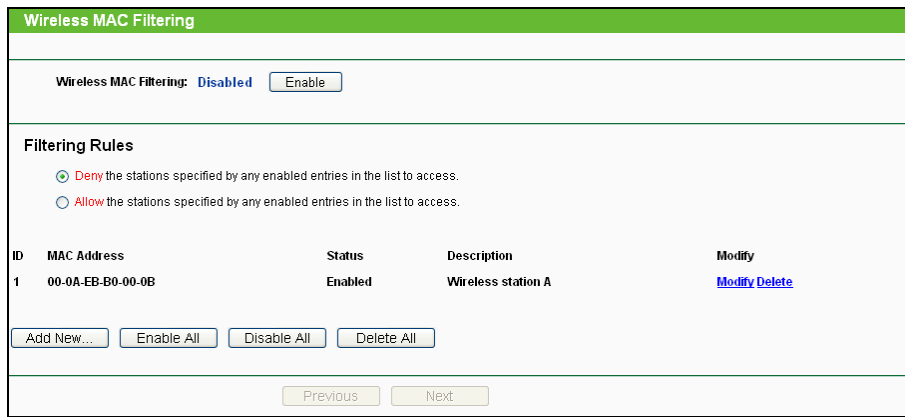 Wireless MAC Filtering
Wireless MAC Filtering: Disabled Enable
Filtering Rules
Deny the stations specified by any enabled entries in the list to access.
Allow the stations specified by any enabled entries in the list to access.
ID MAC Address Status Description Modify
1 00-0A-EB-B0-00-0B Enabled Wireless station A Modify Delete
Add New... Enable All Disable All Delete All
Previous Next